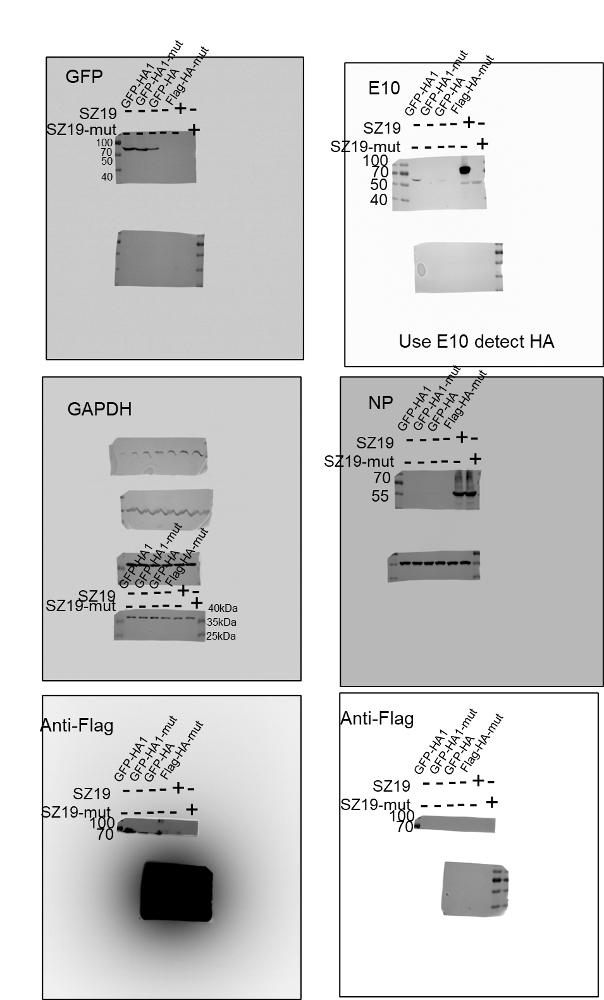 GFP
GFP-HA1
GFP-HA1-mut
GFP-HA
Flag-HA-mut
SZ19 - - - - + -
SZ19-mut - - - - - +
100
70
50
40
E10
GFP-HA1
GFP-HA1-mut
GFP-HA
Flag-HA-mut
SZ19 - - - - + -
SZ19-mut - - - - - +
100
70
50
40
Use E10 detect HA
GAPDH
GFP-HA1
GFP-HA1-mut
GFP-HA
Flag-HA-mut
SZ19 - - - - + -
SZ19-mut - - - - - +
40kDa
35kDa
25kDa
NP
GFP-HA1
GFP-HA1-mut
GFP-HA
Flag-HA-mut
SZ19 - - - - + -
SZ19-mut - - - - - +
70
55
Anti-Flag
GFP-HA1
GFP-HA1-mut
GFP-HA
Flag-HA-mut
SZ19 - - - - + -
SZ19-mut - - - - - +
100
70
Anti-Flag
GFP-HA1
GFP-HA1-mut
GFP-HA
Flag-HA-mut
SZ19 - - - - + -
SZ19-mut - - - - - +
100
70